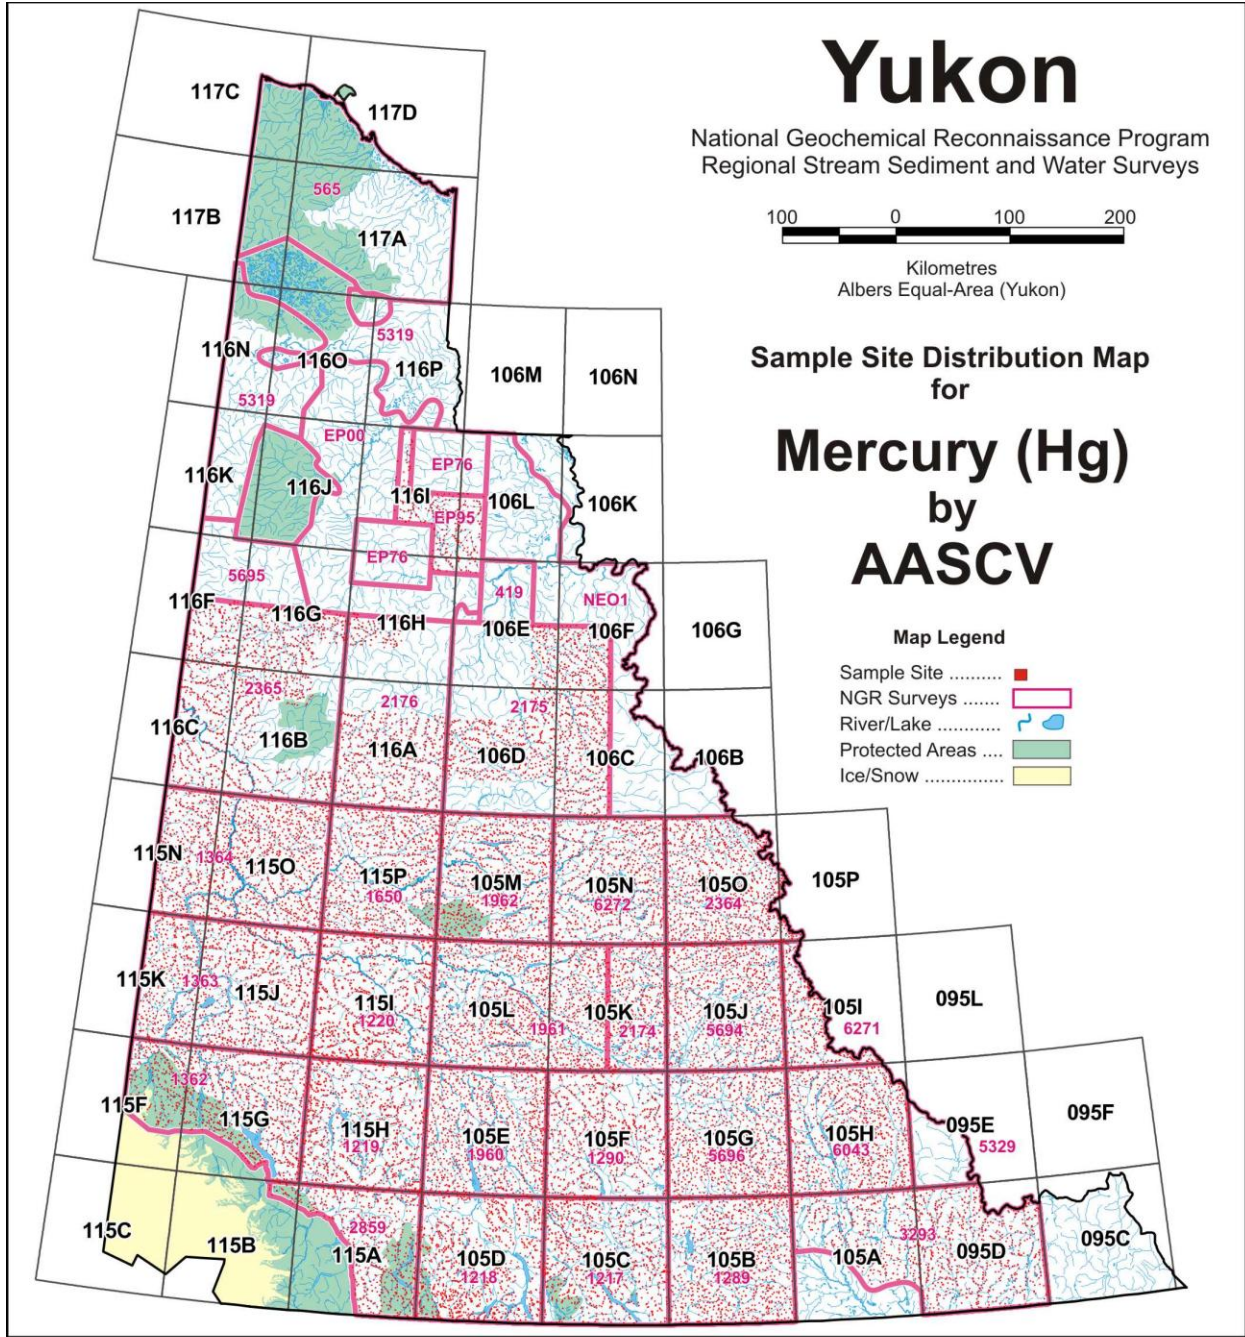 Yukon
National Geochemical Reconnaissance Program
Regional Stream Sediment and Water Surveys
100 0 100 200
Kilometres
Albers Equal-Area (Yukon)
Sample Site Distribution Map
for
Mercury (Hg)
by
AASCV
Map Legend
Sample Site ..........
NGR Surveys .......
River/Lake ............
Protected Areas ....
Ice/Snow ...............
117C
117D
565
117B
117A
5319
116N
116O
116P
106M
106N
5319
EP00
EP76
116K
116J
116I
106L
106K
EP95
EP76
5695
419
NEO1
116F
116G
116H
106E
106F
106G
2365
2176
2175
116C
116B
116A
106D
106C
106B
115N
1364
115O
115P
1650
105M
1962
105N
6272
105O
2364
105P
115K
1363
115J
115I
1220
105L
1961
105K
2174
105J
5694
105I
6271
095L
1362
115F
115G
115H
1219
105E
1960
105F
1290
105G
5696
105H
6043
095E
5329
095F
115C
115B
2859
115A
105D
1218
105C
1217
105B
1289
105A
3293
095D
095C